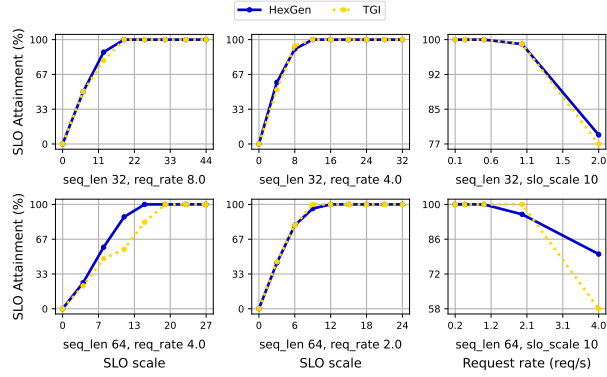 HexGen TGI
SLO Attainment (%)
100
67
33
0
0 11 22 33 44
seq_len 32, req_rate 8.0
100
67
33
0
0 8 16 24 32
seq_len 32, req_rate 4.0
100
92
85
77
0.1 0.6 1.1 1.5 2.0
seq_len 32, slo_scale 10
SLO Attainment (%)
100
67
33
0
0 7 13 20 27
seq_len 64, req_rate 4.0
SLO scale
100
67
33
0
0 6 12 18 24
seq_len 64, req_rate 2.0
SLO scale
100
86
72
58
0.2 1.2 2.1 3.1 4.0
seq_len 64, slo_scale 10
Request rate (req/s)